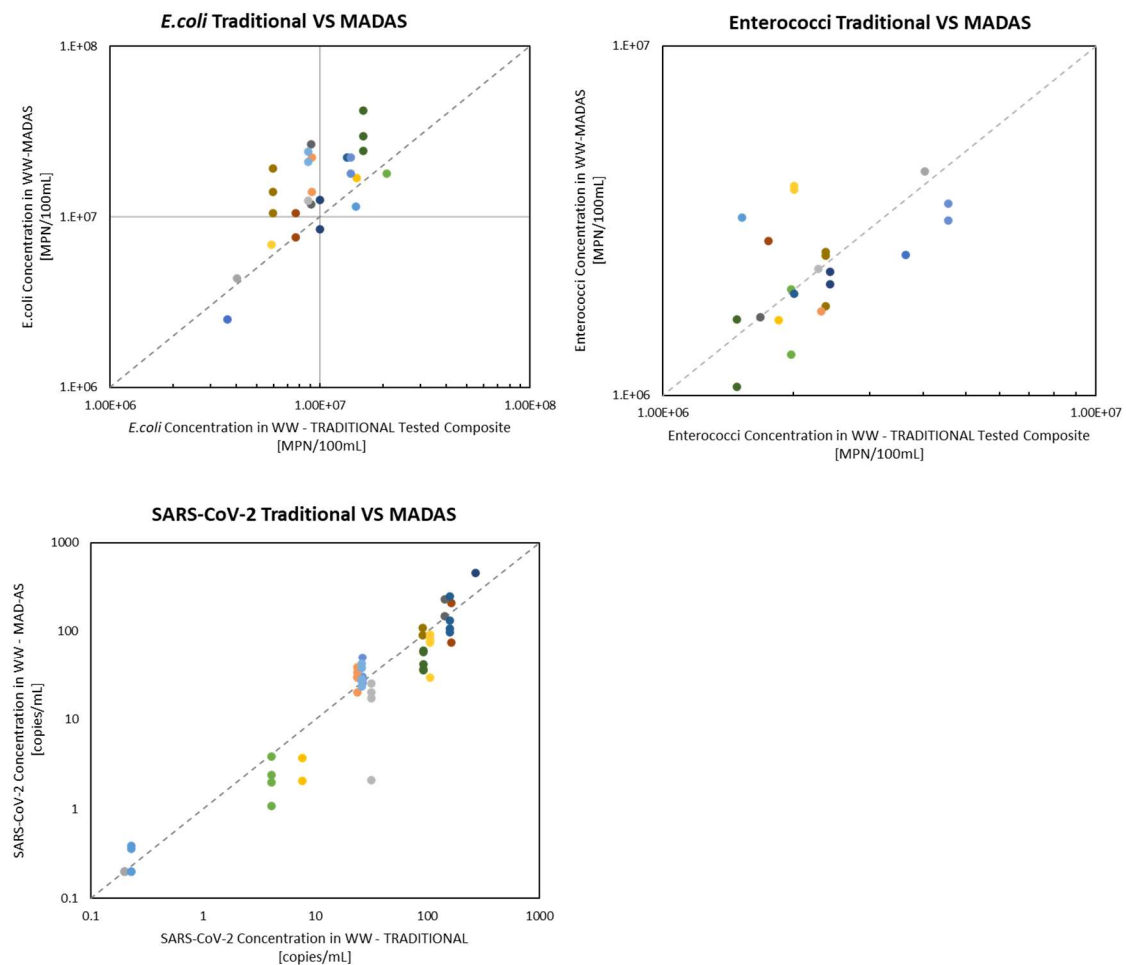 E.coli Traditional VS MADAS
1.E+08
1.E+07
1.E+06
E.coli Concentration in WW-MADAS
[MPN/100mL]
1.00E+06
1.00E+07
1.00E+08
E.coli Concentration in WW - TRADITIONAL Tested Composite
[MPN/100mL]
Enterococci Traditional VS MADAS
1.E+07
1.E+06
Enterococci Concentration in WW-MADAS
[MPN/100mL]
1.00E+06
1.00E+07
Enterococci Concentration in WW - TRADITIONAL Tested Composite
[MPN/100mL]
SARS-CoV-2 Traditional VS MADAS
1000
100
10
1
0.1
SARS-CoV-2 Concentration in WW - MAD-AS
[copies/mL]
0.1
1
10
100
1000
SARS-CoV-2 Concentration in WW - TRADITIONAL
[copies/mL]